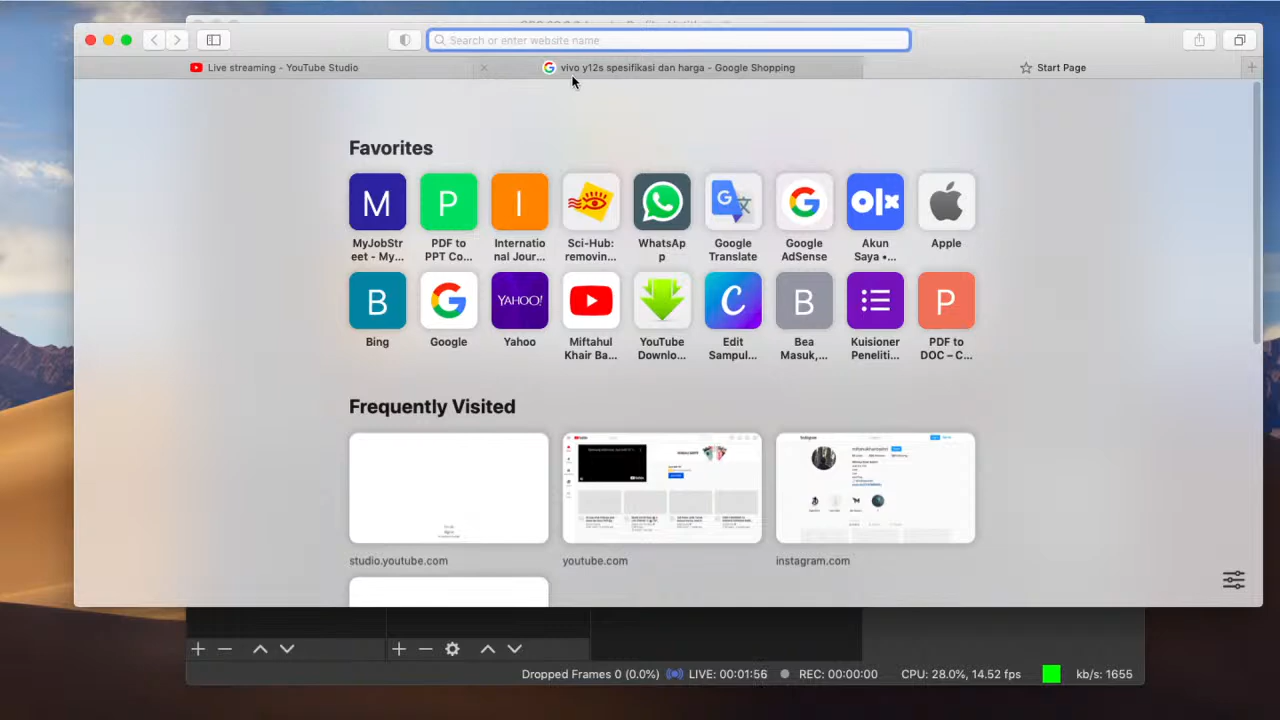 Search or enter website name
Live streaming - YouTube Studio
vivo y12s spesifikasi dan harga - Google Shopping
Start Page
Favorites
M
P
I
olx
MyJobStr
eet - My...
PDF to
PPT Co...
Internatio
nal Jour...
Sci-Hub:
removin...
WhatsAp
p
Google
Translate
Google
AdSense
Akun
Saya •...
Apple
B
YAHOO!
C
B
P
Bing
Google
Yahoo
Miftahul
Khair Ba...
YouTube
Downlo...
Edit
Sampul...
Bea
Masuk,...
Kuisioner
Peneliti...
PDF to
DOC – C...
Frequently Visited
studio.youtube.com
youtube.com
instagram.com
Dropped Frames 0 (0.0%)
LIVE: 00:01:56
REC: 00:00:00
CPU: 28.0%, 14.52 fps
kb/s: 1655